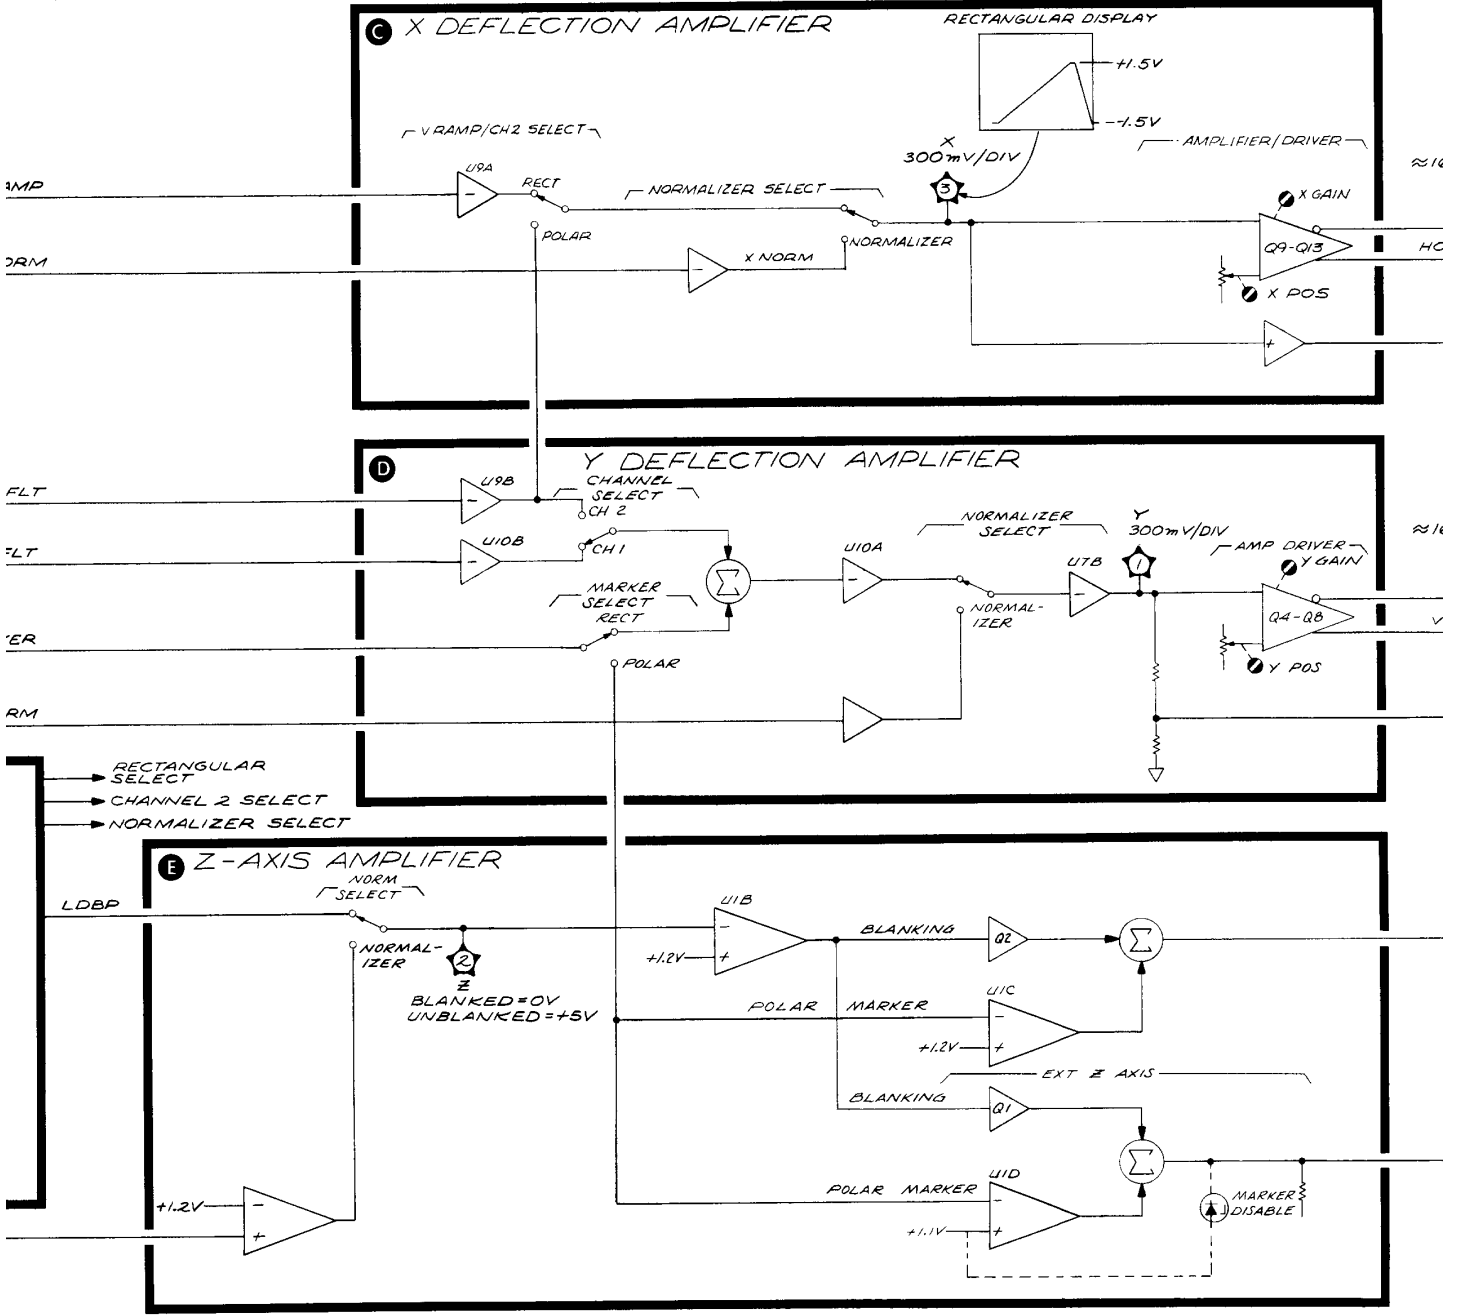 C X DEFLECTION AMPLIFIER
RECTANGULAR DISPLAY
+1.5V
-1.5V
V RAMP/CH2 SELECT
X
300mV/DIV
AMPLIFIER/DRIVER
≈16
AMP
U9A
RECT
NORMALIZER SELECT
3
X GAIN
POLAR
NORMALIZER
Q9-Q13
HO
ORM
X NORM
X POS
D Y DEFLECTION AMPLIFIER
FLT
U9B
CHANNEL
SELECT
CH 2
NORMALIZER
SELECT
Y
300mV/DIV
≈16
FLT
U10B
CH1
U10A
U7B
1
AMP DRIVER
Y GAIN
Σ
MARKER
SELECT
RECT
NORMAL-
IZER
Q4-Q8
V
ER
POLAR
Y POS
RM
RECTANGULAR
SELECT
CHANNEL 2 SELECT
NORMALIZER SELECT
E Z-AXIS AMPLIFIER
NORM
SELECT
LDBP
U1B
BLANKING
Q2
Σ
NORMAL-
IZER
2
Z
+1.2V
BLANKED=0V
UNBLANKED=+5V
POLAR MARKER
U1C
+1.2V
EXT Z AXIS
BLANKING
Q1
Σ
U1D
POLAR MARKER
MARKER
DISABLE
+1.2V
+1.1V